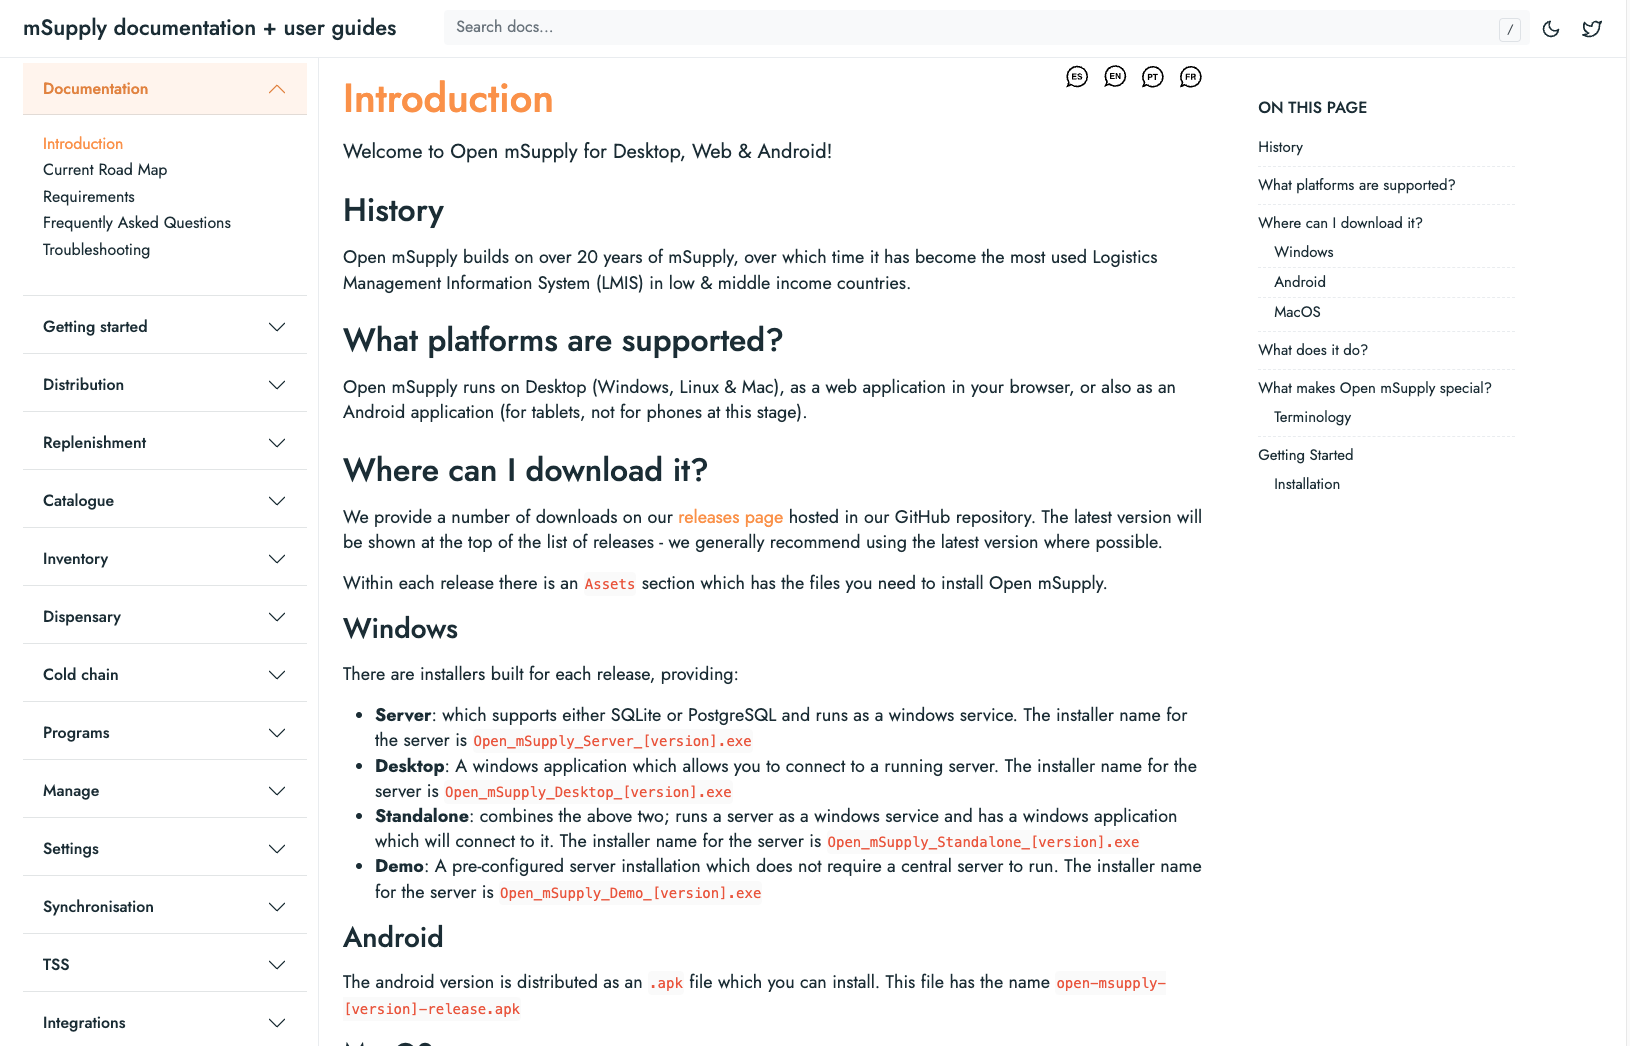 mSupply documentation + user guides
Search docs...
/
Documentation
Introduction
Current Road Map
Requirements
Frequently Asked Questions
Troubleshooting
Getting started
Distribution
Replenishment
Catalogue
Inventory
Dispensary
Cold chain
Programs
Manage
Settings
Synchronisation
TSS
Integrations
ES
EN
PT
FR
Introduction
Welcome to Open mSupply for Desktop, Web & Android!
History
Open mSupply builds on over 20 years of mSupply, over which time it has become the most used Logistics
Management Information System (LMIS) in low & middle income countries.
What platforms are supported?
Open mSupply runs on Desktop (Windows, Linux & Mac), as a web application in your browser, or also as an
Android application (for tablets, not for phones at this stage).
Where can I download it?
We provide a number of downloads on our releases page hosted in our GitHub repository. The latest version will
be shown at the top of the list of releases - we generally recommend using the latest version where possible.
Within each release there is an Assets section which has the files you need to install Open mSupply.
Windows
There are installers built for each release, providing:
• Server: which supports either SQLite or PostgreSQL and runs as a windows service. The installer name for
the server is Open_mSupply_Server_[version].exe
• Desktop: A windows application which allows you to connect to a running server. The installer name for the
server is Open_mSupply_Desktop_[version].exe
• Standalone: combines the above two; runs a server as a windows service and has a windows application
which will connect to it. The installer name for the server is Open_mSupply_Standalone_[version].exe
• Demo: A pre-configured server installation which does not require a central server to run. The installer name
for the server is Open_mSupply_Demo_[version].exe
Android
The android version is distributed as an .apk file which you can install. This file has the name open-msupply-
[version]-release.apk
ON THIS PAGE
History
What platforms are supported?
Where can I download it?
Windows
Android
MacOS
What does it do?
What makes Open mSupply special?
Terminology
Getting Started
Installation